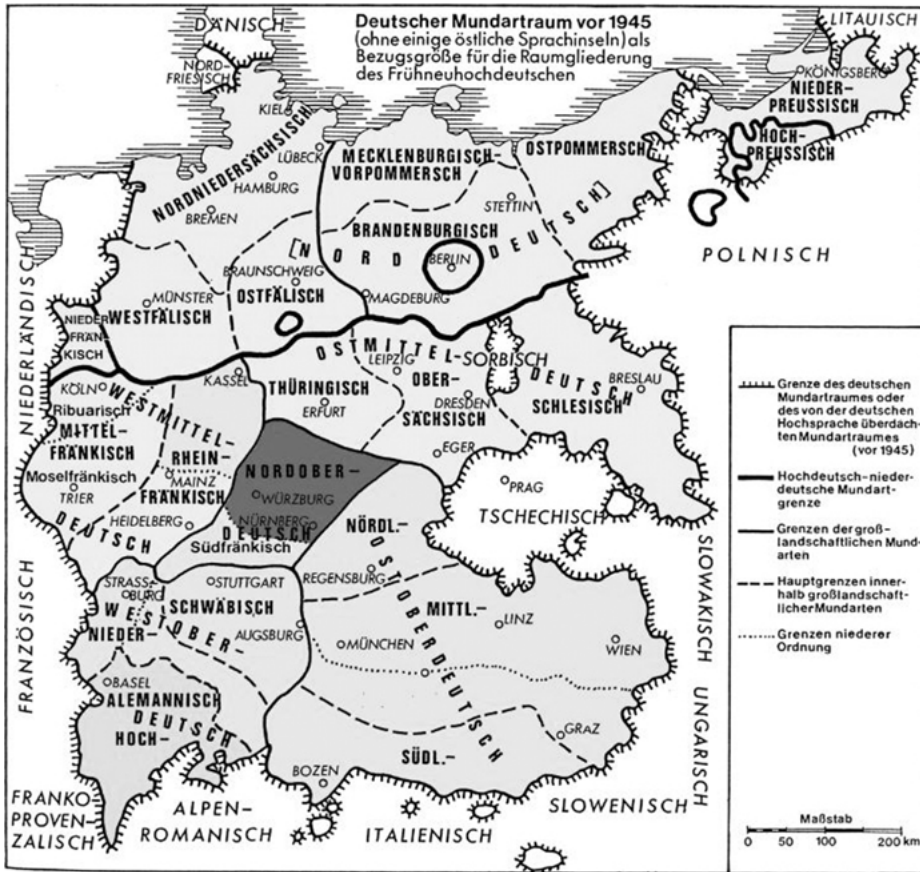 Deutscher Mundartraum vor 1945
(ohne einige östliche Sprachinseln) als
Bezugsgröße für die Raumgliederung
des Frühneuhochdeutschen
DÄNISCH
LITAUISCH
NORD-
FRIESISCH
KIEL
KÖNIGSBERG
NIEDER-
PREUSSISCH
HOCH-
PREUSSISCH
LÜBECK
HAMBURG
NORDNIEDERSÄCHSISCH
BREMEN
MECKLENBURGISCH-
VORPOMMERSCH
OSTPOMMERSCH
STETTIN
BRANDENBURGISCH
[NORD DEUTSCH]
BERLIN
POLNISCH
BRAUNSCHWEIG
OSTFÄLISCH
MAGDEBURG
MÜNSTER
WESTFÄLISCH
NIEDERLÄNDISCH
NIEDER
FRÄN-
KISCH
OSTMITTEL-
DEUTSCH
SORBISCH
LEIPZIG
KASSEL
THÜRINGISCH
ERFURT
OBER-
SÄCHSISCH
DRESDEN
BRESLAU
SCHLESISCH
KÖLN
WESTMITTEL-
DEUTSCH
Ribuarisch
MITTEL-
FRÄNKISCH
Moselfränkisch
TRIER
RHEIN-
FRÄNKISCH
MAINZ
HEIDELBERG
NORDOBER-
DEUTSCH
WÜRZBURG
NÜRNBERG
Südfränkisch
EGER
PRAG
TSCHECHISCH
NÖRDL.-
OSTOBERDEUTSCH
REGENSBURG
MITTL.-
LINZ
WIEN
MÜNCHEN
STRASS-
BURG
STUTTGART
SCHWÄBISCH
AUGSBURG
WESTOBER-
DEUTSCH
NIEDER-
BASEL
ALEMANNISCH
HOCH-
GRAZ
SÜDL.-
BOZEN
FRANZÖSISCH
SLOWAKISCH
UNGARISCH
FRANKO-
PROVEN-
ZALISCH
ALPEN-
ROMANISCH
ITALIENISCH
SLOWENISCH
Grenze des deutschen
Mundartraumes oder
des von der deutschen
Hochsprache überdach-
ten Mundartraumes
(vor 1945)
Hochdeutsch-nieder-
deutsche Mundart-
grenze
Grenzen der groß-
landschaftlichen Mund-
arten
Hauptgrenzen inner-
halb großlandschaft-
licher Mundarten
Grenzen niederer
Ordnung
Maßstab
0 50 100 200 km